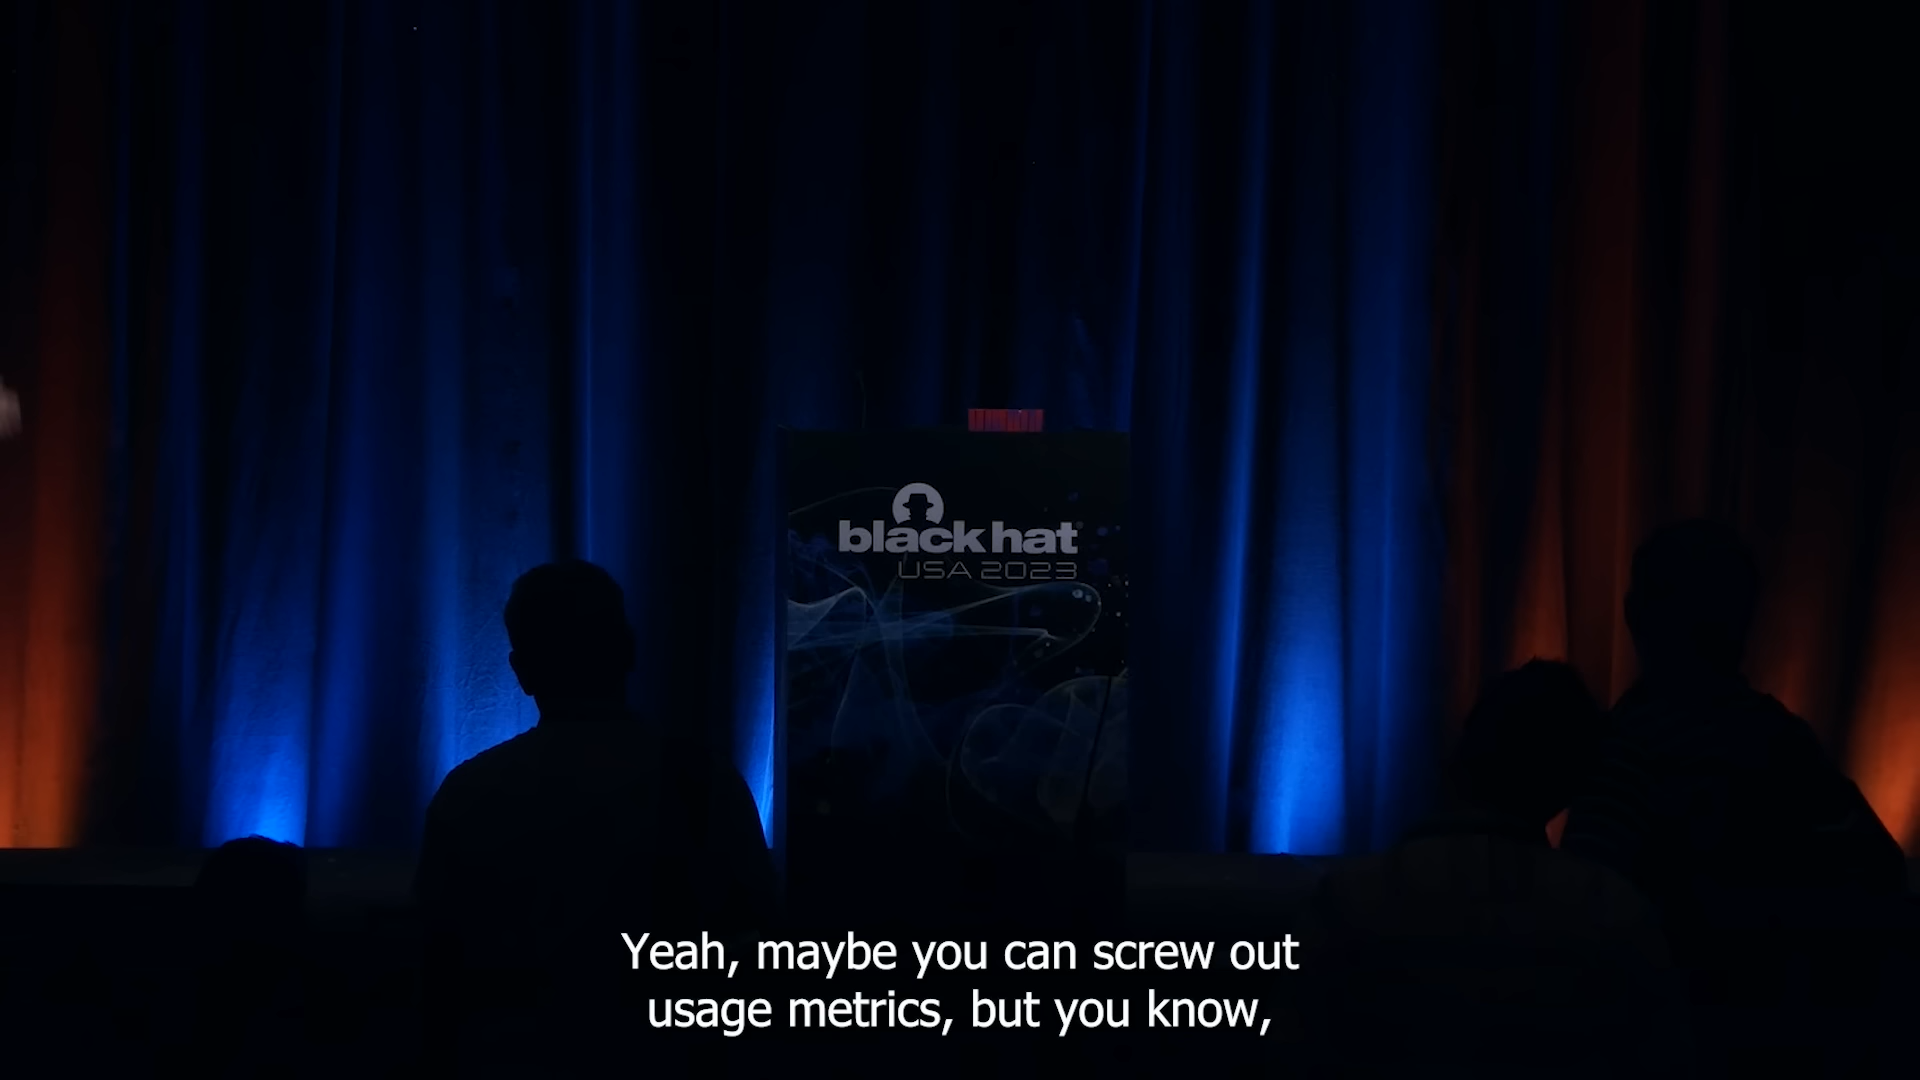 black hat
USA 2023
Yeah, maybe you can screw out
usage metrics, but you know,